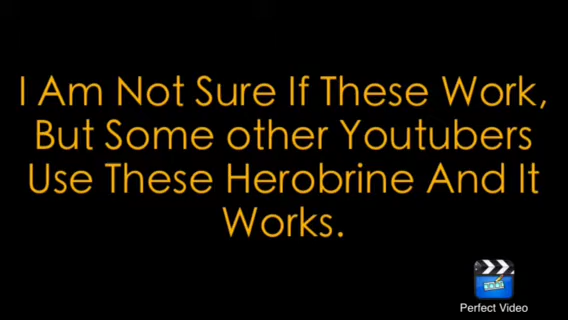 I Am Not Sure If These Work,
But Some other Youtubers
Use These Herobrine And It
Works.
Perfect Video